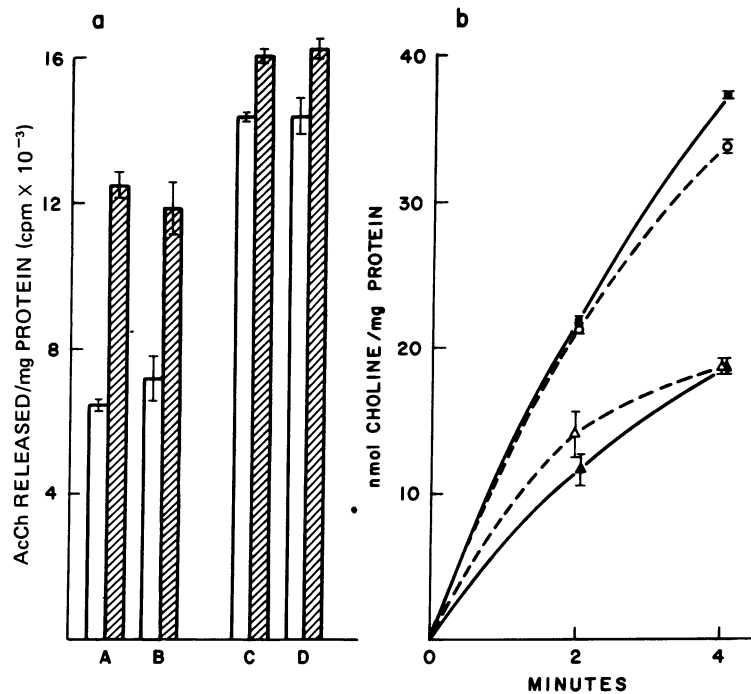 a
AcCh RELEASED/mg PROTEIN (cpm × 10⁻³)
16
12
8
4
A B C D
b
nmol CHOLINE/mg PROTEIN
40
30
20
10
0 2 4
MINUTES